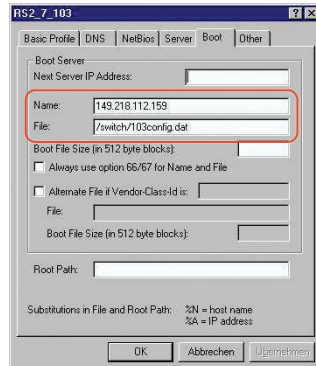 RS2_7_103
Basic Profile DNS NetBios Server Boot Other
Boot Server
Next Server IP Address:
Name: 149.218.112.159
File: /switch/103config.dat
Boot File Size (in 512 byte blocks):
Always use option 66/67 for Name and File
Alternate File if Vendor-Class-Id is:
File:
Boot File Size (in 512 byte blocks):
Root Path:
Substitutions in File and Root Path: %N = host name
%A = IP address
OK Abbrechen Übernehmen